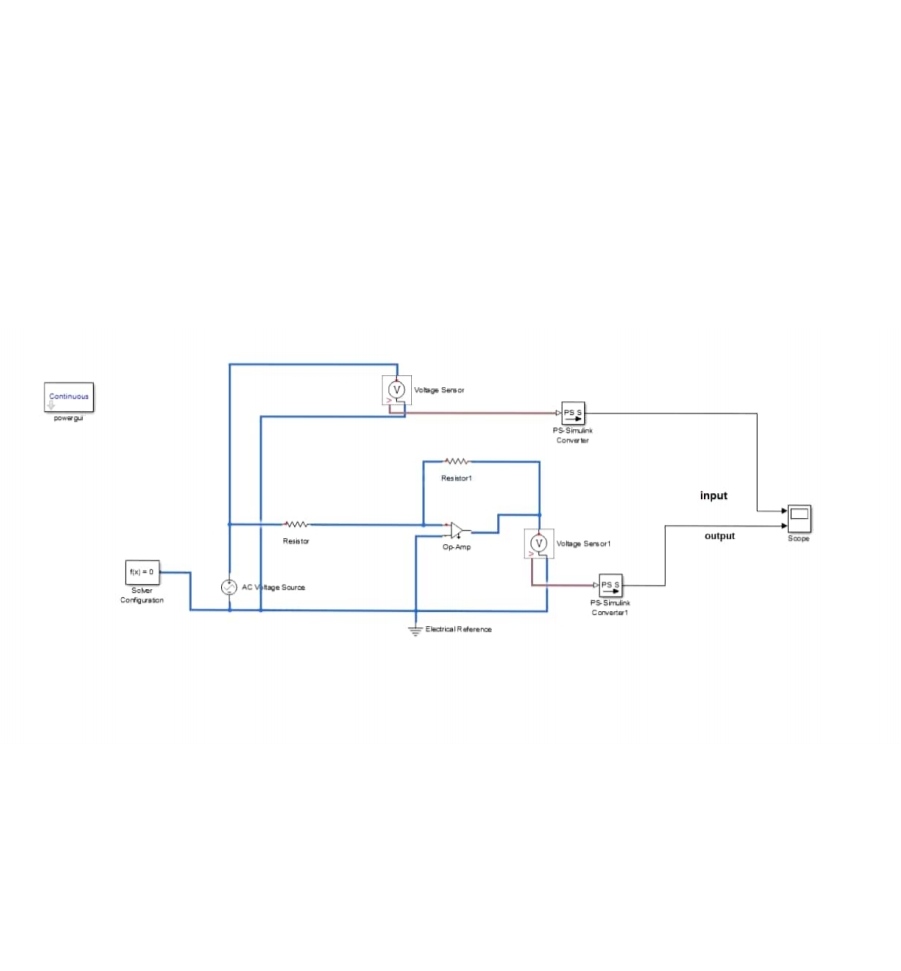 V
Voltage Sensor
Continuous
powergui
PS S
PS-Simulink
Converter
Resistor1
input
Resistor
Op-Amp
V
Voltage Sensor1
output
Scope
f(x) = 0
Solver
Configuration
AC Voltage Source
PS S
PS-Simulink
Converter1
Electrical Reference